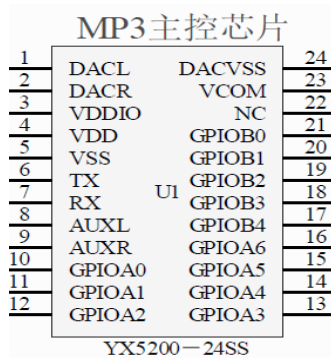 MP3主控芯片
1 DACL DACVSS 24
2 DACR VCOM 23
3 VDDIO NC 22
4 VDD GPIOB0 21
5 VSS GPIOB1 20
6 TX GPIOB2 19
7 RX U1 GPIOB3 18
8 AUXL GPIOB4 17
9 AUXR GPIOA6 16
10 GPIOA0 GPIOA5 15
11 GPIOA1 GPIOA4 14
12 GPIOA2 GPIOA3 13
YX5200－24SS